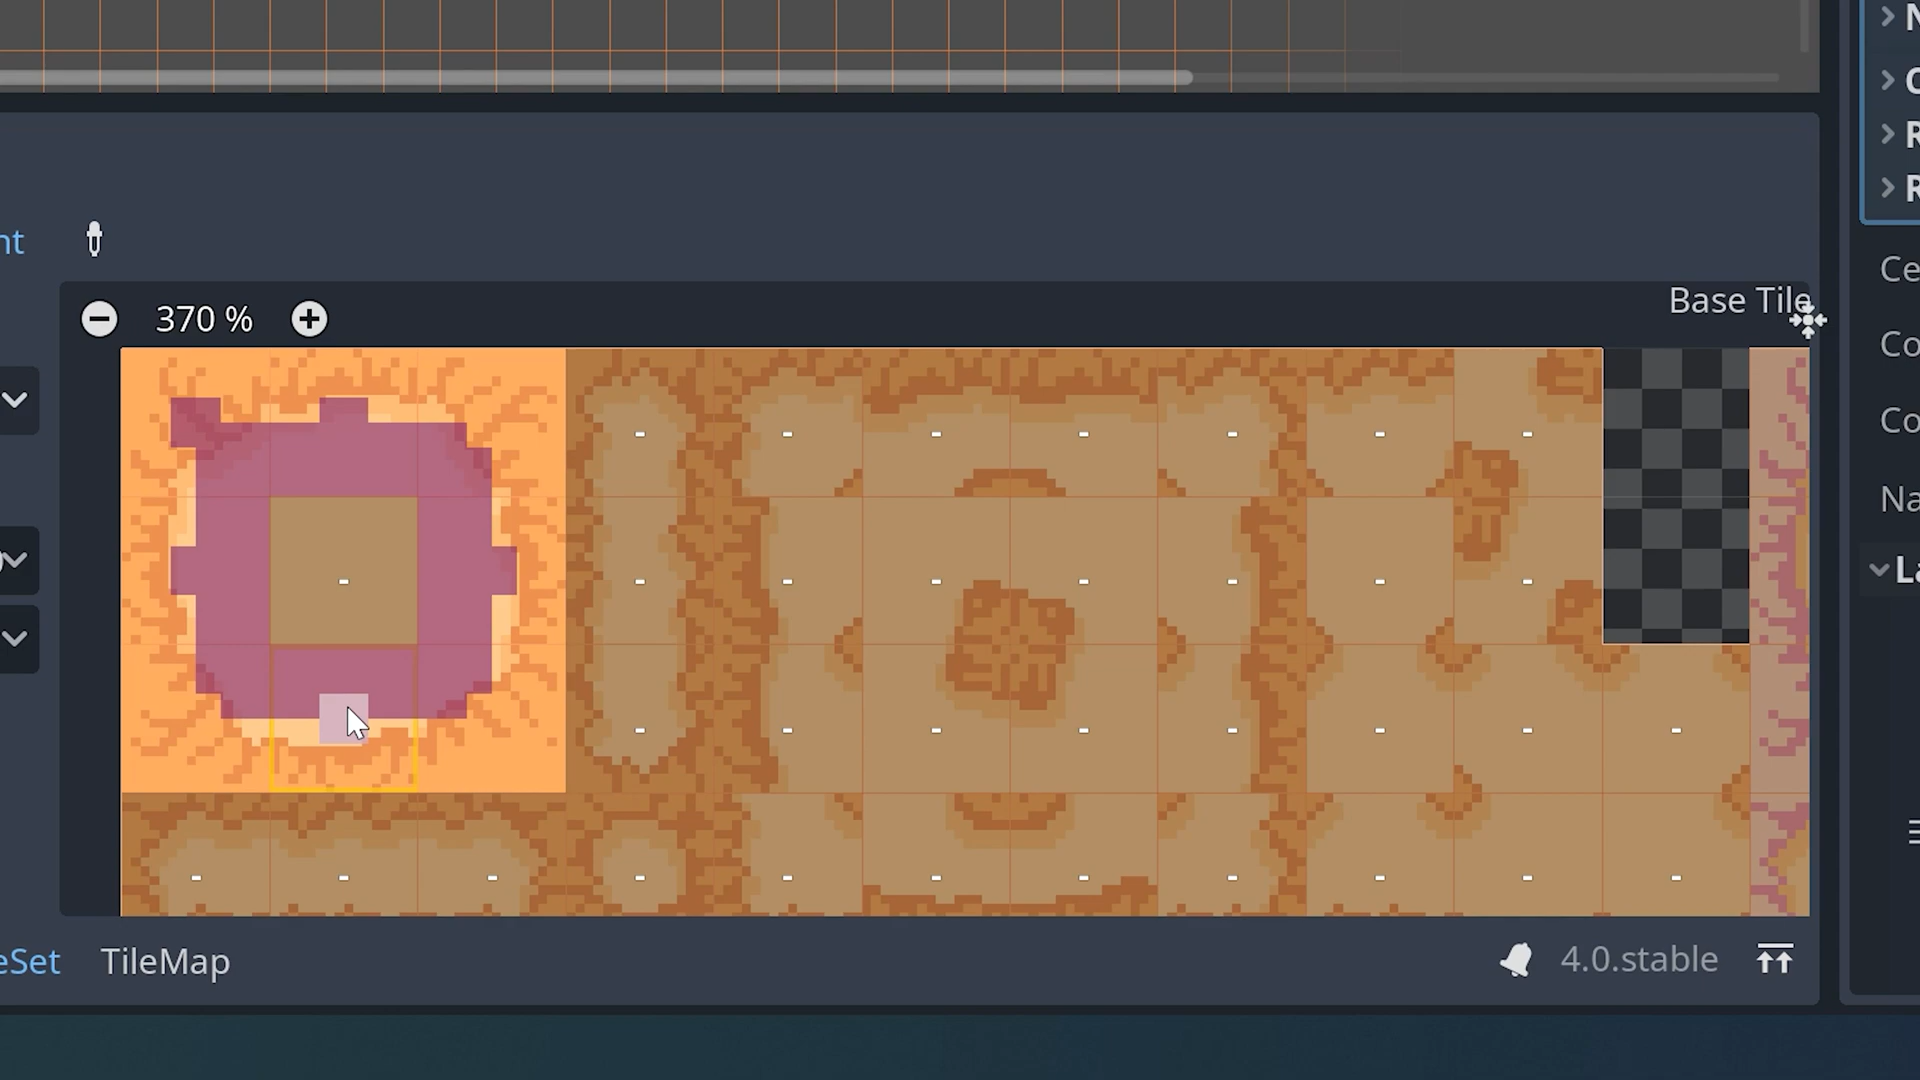 nt
370 %
Base Tile
N
C
R
R
Ce
Co
Co
Na
La
eSet
TileMap
4.0.stable